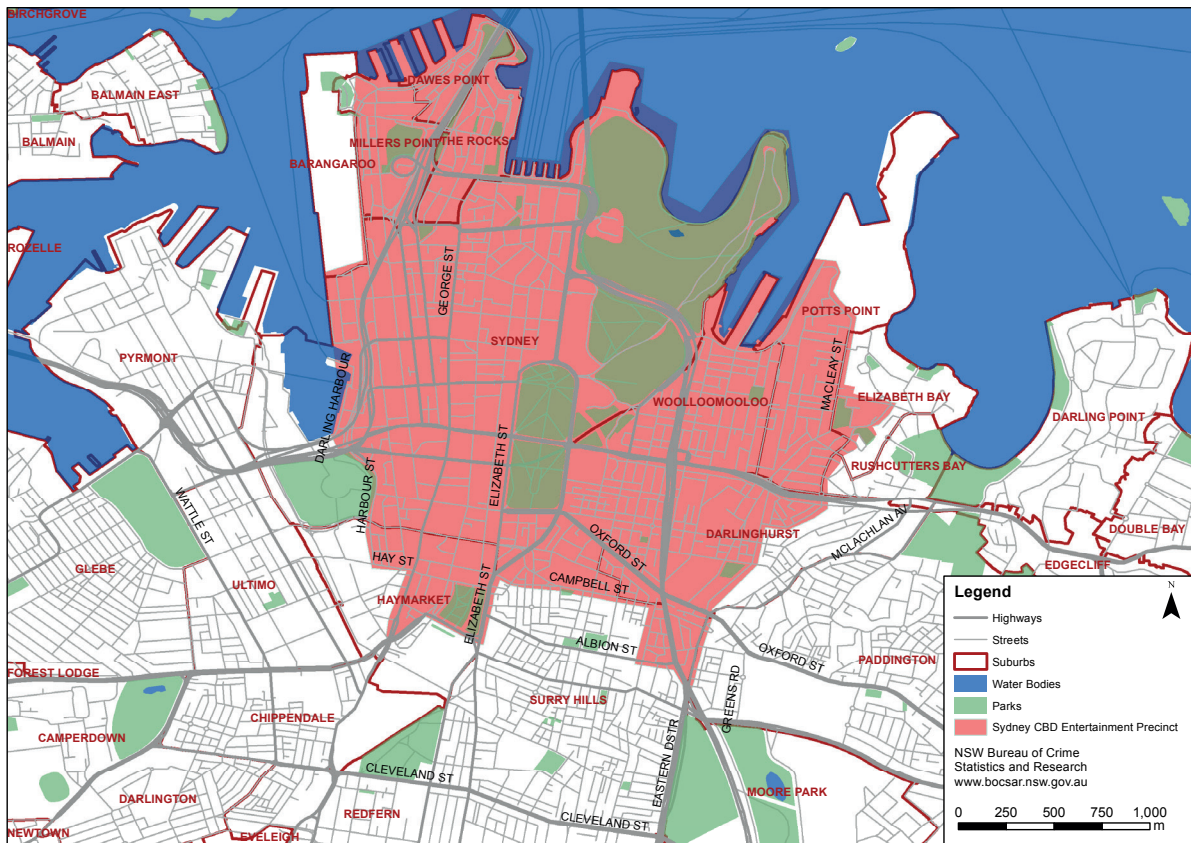 BIRCHGROVE
BALMAIN EAST
BALMAIN
ROZELLE
DAWES POINT
MILLERS POINT
THE ROCKS
BARANGAROO
GEORGE ST
SYDNEY
PYRMONT
DARLING HARBOUR
POTTS POINT
MACLEAY ST
WOOLLOOMOOLOO
ELIZABETH BAY
DARLING POINT
RUSHCUTTERS BAY
ELIZABETH ST
HARBOUR ST
WATTLE ST
OXFORD ST
DARLINGHURST
MCLACHLAN AV
DOUBLE BAY
EDGECLIFF
GLEBE
ULTIMO
HAY ST
HAYMARKET
CAMPBELL ST
ELIZABETH ST
ALBION ST
OXFORD ST
PADDINGTON
FOREST LODGE
SURRY HILLS
GREENS RD
CHIPPENDALE
CAMPERDOWN
EASTERN DSTR
CLEVELAND ST
MOORE PARK
DARLINGTON
REDFERN
CLEVELAND ST
NEWTOWN
EVELEIGH
Legend
N
Highways
Streets
Suburbs
Water Bodies
Parks
Sydney CBD Entertainment Precinct
NSW Bureau of Crime
Statistics and Research
www.bocsar.nsw.gov.au
0 250 500 750 1,000
m